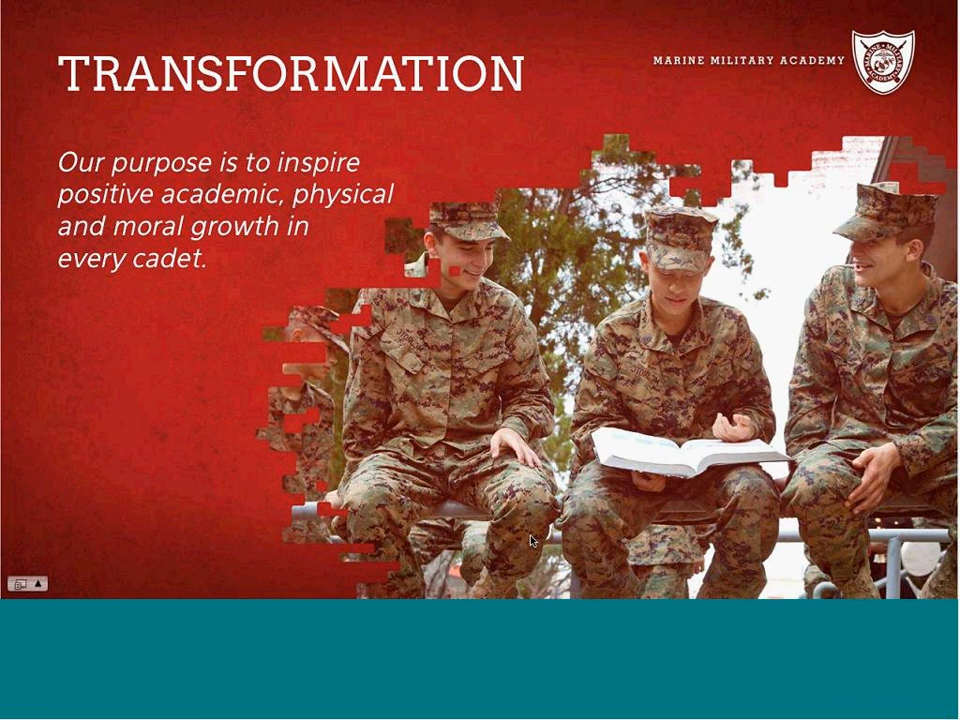 TRANSFORMATION
MARINE MILITARY ACADEMY
Our purpose is to inspire
positive academic, physical
and moral growth in
every cadet.